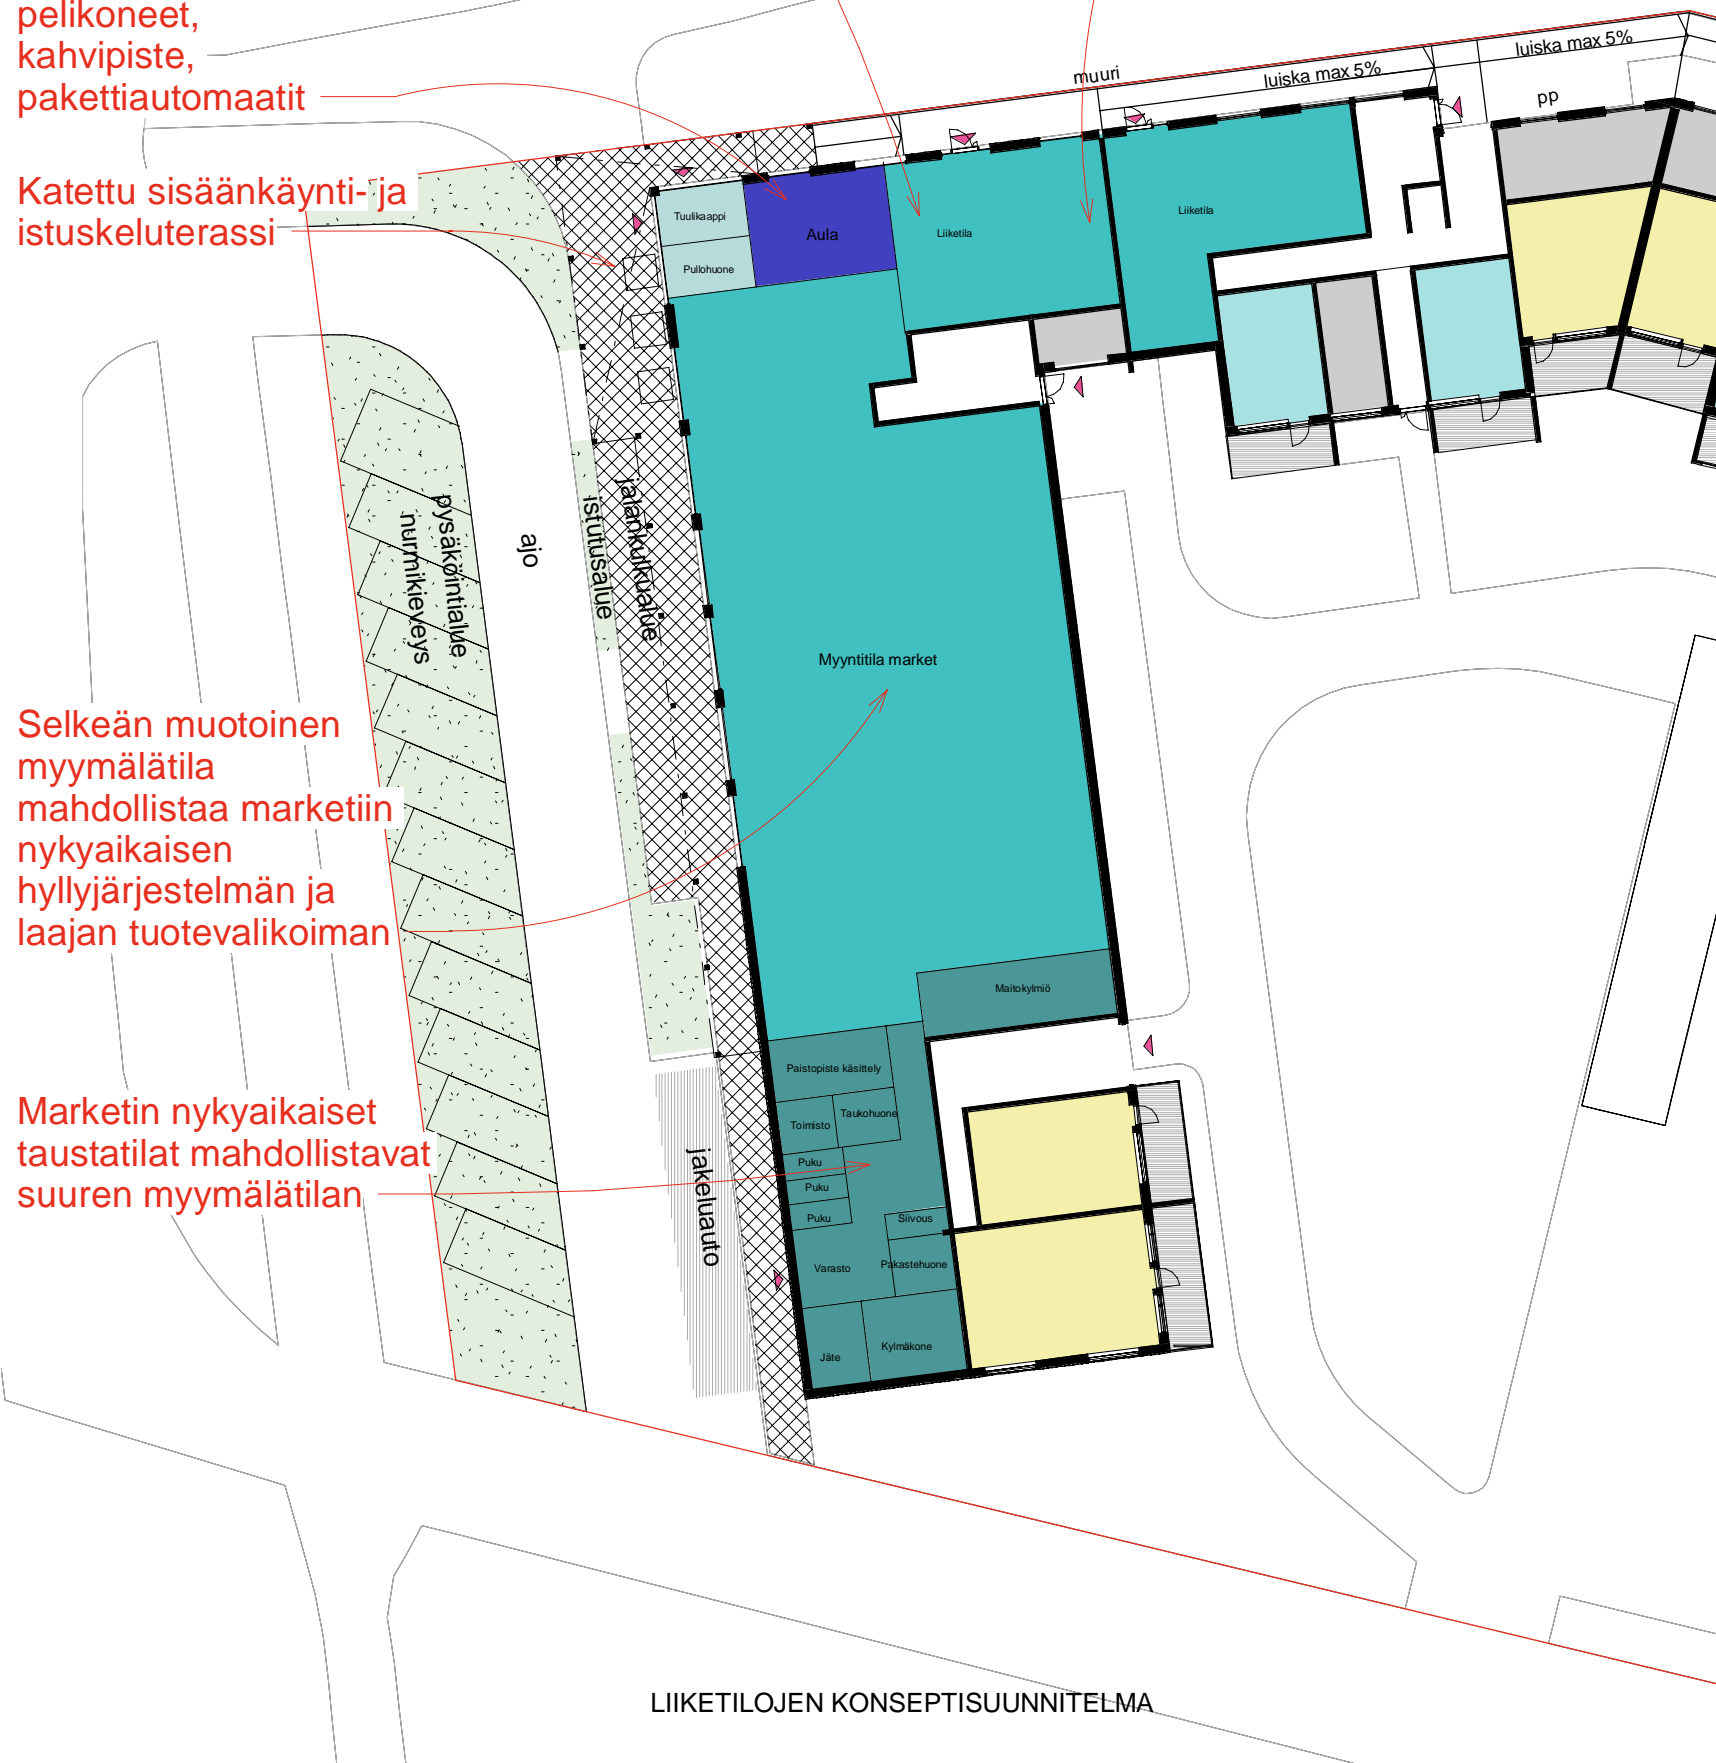 pelikoneet,
kahvipiste,
pakettiautomaatit
Katettu sisäänkäynti- ja
istuskeluterassi
Selkeän muotoinen
myymälätila
mahdollistaa marketiin
nykyaikaisen
hyllyjärjestelmän ja
laajan tuotevalikoiman
Marketin nykyaikaiset
taustatilat mahdollistavat
suuren myymälätilan
muuri
luiska max 5%
luiska max 5%
pp
Tuulikaappi
Pullohuone
Aula
Liiketila
Liiketila
pysäköintialue
nurmikieveys
ajo
istutusalue
jalankulkualue
Myyntitila market
Maitokylmiö
Paistopiste käsittely
Toimisto
Taukohuone
Puku
Puku
Puku
Siivous
Varasto
Pakastehuone
Jäte
Kylmäkone
jakeluauto
LIIKETILOJEN KONSEPTISUUNNITELMA